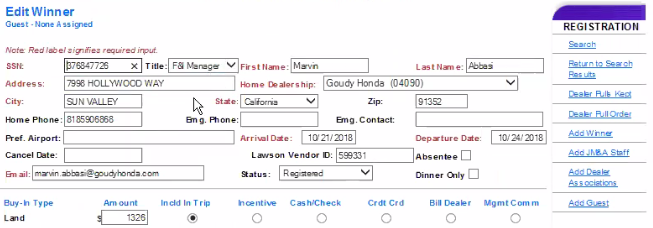 Edit Winner
Guest - None Assigned
Note: Red label signifies required input.
SSN: 376847726 x Title: F&I Manager First Name: Marvin Last Name: Abbasi
Address: 7998 HOLLYWOOD WAY Home Dealership: Goudy Honda (04090)
City: SUN VALLEY State: California Zip: 91352
Home Phone: 8185906868 Emg. Phone: Emg. Contact:
Pref. Airport: Arrival Date: 10/21/2018 Departure Date: 10/24/2018
Cancel Date: Lawson Vendor ID: 599331 Absentee
Email: marvin.abbasi@goudyhonda.com Status: Registered Dinner Only
Buy-In Type Amount Incld In Trip Incentive Cash/Check Crdt Crd Bill Dealer Mgmt Comm
Land $ 1326
REGISTRATION
Search
Return to Search
Results
Dealer Pulls Kept
Dealer Pull Order
Add Winner
Add JM&A Staff
Add Dealer
Associations
Add Guest